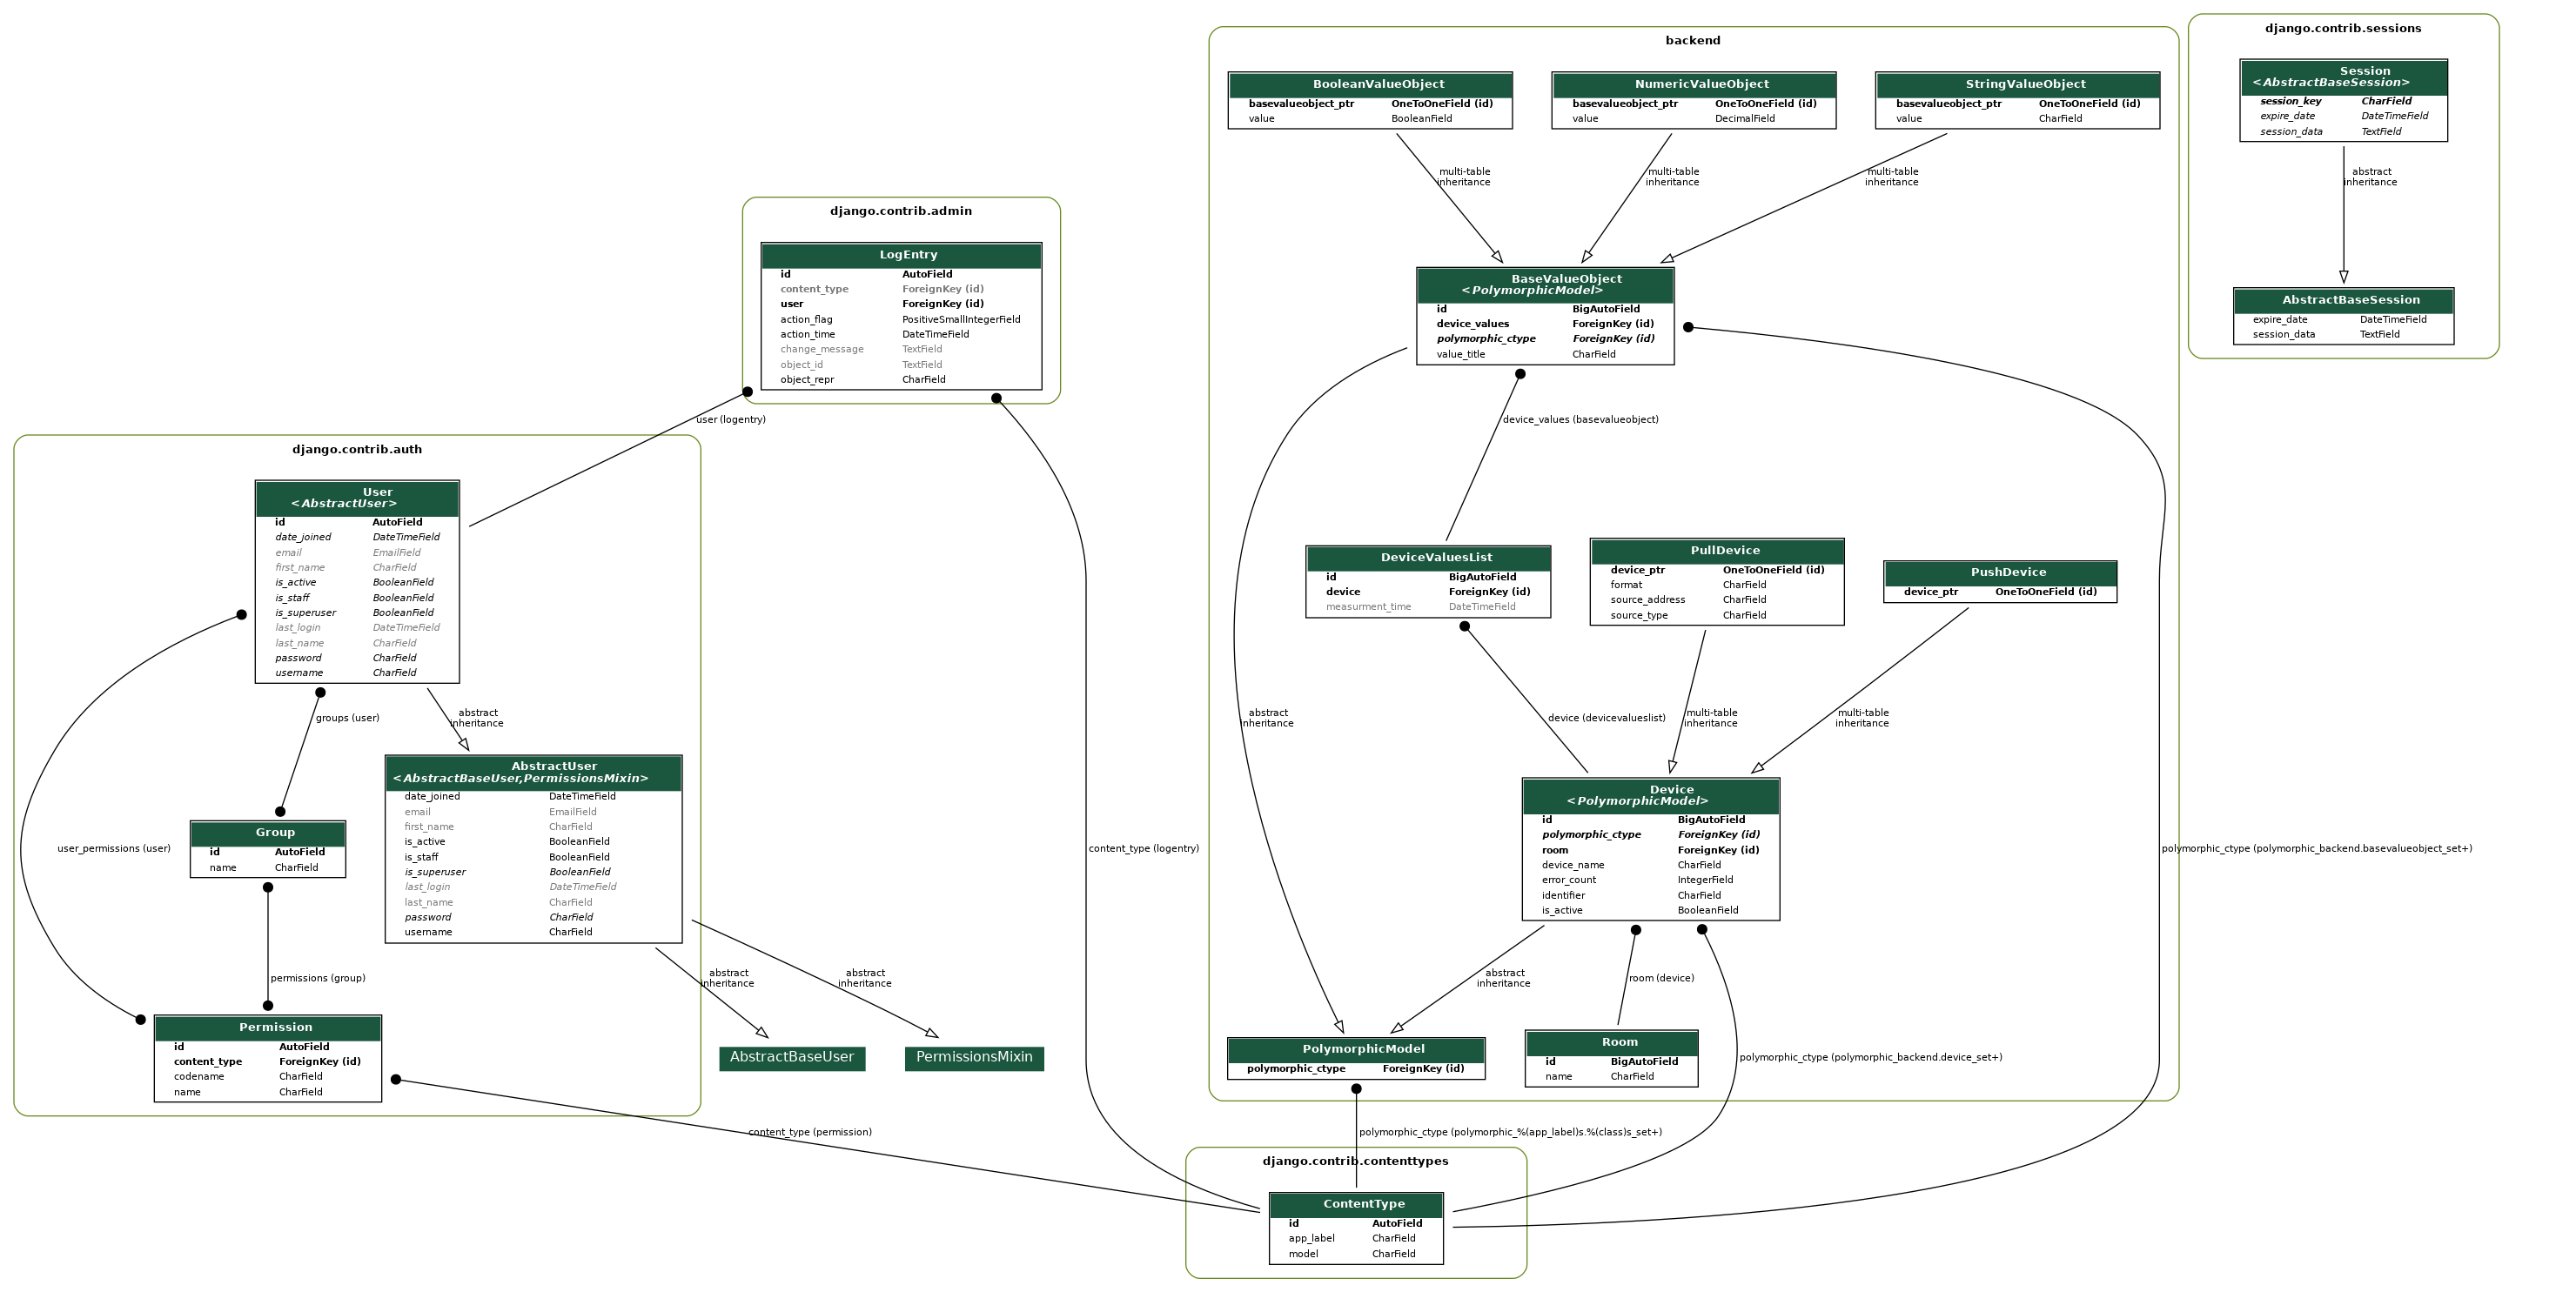 backend
BooleanValueObject
basevalueobject_ptr OneToOneField (id)
value BooleanField
NumericValueObject
basevalueobject_ptr OneToOneField (id)
value DecimalField
StringValueObject
basevalueobject_ptr OneToOneField (id)
value CharField
multi-table
inheritance
multi-table
inheritance
multi-table
inheritance
BaseValueObject
<PolymorphicModel>
id BigAutoField
device_values ForeignKey (id)
polymorphic_ctype ForeignKey (id)
value_title CharField
device_values (basevalueobject)
DeviceValuesList
id BigAutoField
device ForeignKey (id)
measurment_time DateTimeField
PullDevice
device_ptr OneToOneField (id)
format CharField
source_address CharField
source_type CharField
PushDevice
device_ptr OneToOneField (id)
abstract
inheritance
device (devicevalueslist)
multi-table
inheritance
multi-table
inheritance
Device
<PolymorphicModel>
id BigAutoField
polymorphic_ctype ForeignKey (id)
room ForeignKey (id)
device_name CharField
error_count IntegerField
identifier CharField
is_active BooleanField
polymorphic_ctype (polymorphic_backend.basevalueobject_set+)
abstract
inheritance
room (device)
PolymorphicModel
polymorphic_ctype ForeignKey (id)
Room
id BigAutoField
name CharField
polymorphic_ctype (polymorphic_backend.device_set+)
polymorphic_ctype (polymorphic_%(app_label)s.%(class)s_set+)
django.contrib.sessions
Session
<AbstractBaseSession>
session_key CharField
expire_date DateTimeField
session_data TextField
abstract
inheritance
AbstractBaseSession
expire_date DateTimeField
session_data TextField
django.contrib.admin
LogEntry
id AutoField
content_type ForeignKey (id)
user ForeignKey (id)
action_flag PositiveSmallIntegerField
action_time DateTimeField
change_message TextField
object_id TextField
object_repr CharField
user (logentry)
content_type (logentry)
django.contrib.auth
User
<AbstractUser>
id AutoField
date_joined DateTimeField
email EmailField
first_name CharField
is_active BooleanField
is_staff BooleanField
is_superuser BooleanField
last_login DateTimeField
last_name CharField
password CharField
username CharField
groups (user)
abstract
inheritance
AbstractUser
<AbstractBaseUser,PermissionsMixin>
date_joined DateTimeField
email EmailField
first_name CharField
is_active BooleanField
is_staff BooleanField
is_superuser BooleanField
last_login DateTimeField
last_name CharField
password CharField
username CharField
user_permissions (user)
Group
id AutoField
name CharField
permissions (group)
abstract
inheritance
abstract
inheritance
Permission
id AutoField
content_type ForeignKey (id)
codename CharField
name CharField
AbstractBaseUser
PermissionsMixin
content_type (permission)
django.contrib.contenttypes
ContentType
id AutoField
app_label CharField
model CharField